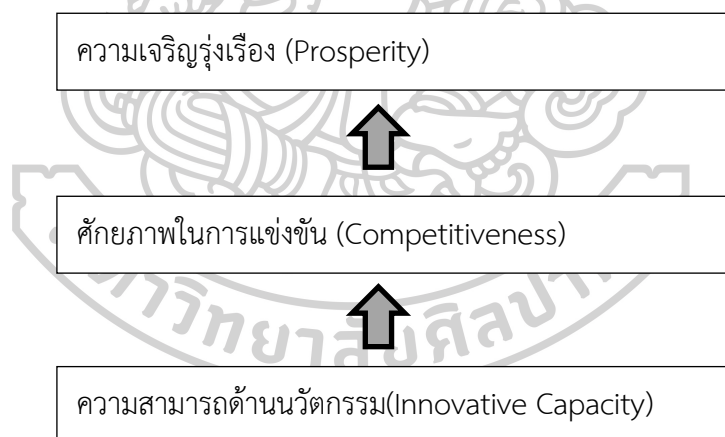 ความเจริญรุ่งเรือง (Prosperity)
ศักยภาพในการแข่งขัน (Competitiveness)
ความสามารถด้านนวัตกรรม(Innovative Capacity)